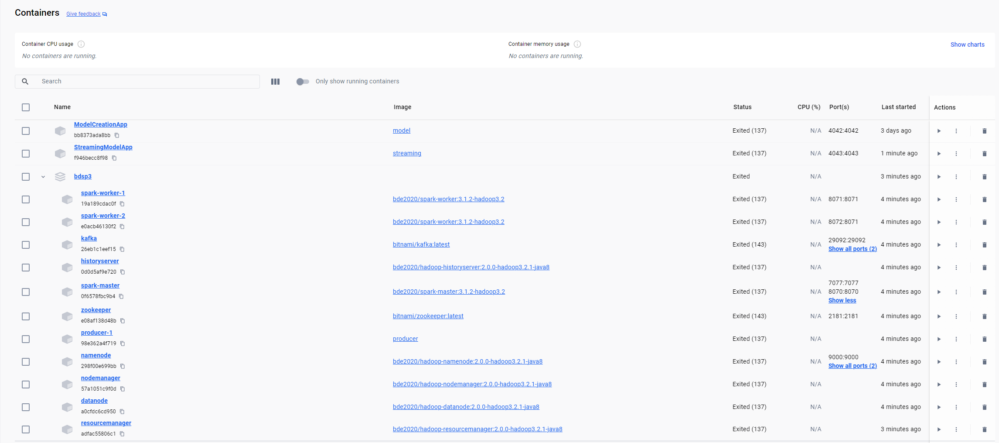 Containers Give feedback
Container CPU usage
No containers are running.
Container memory usage
No containers are running.
Show charts
Search
Only show running containers
Name Image Status CPU (%) Port(s) Last started Actions
ModelCreationApp
bb8373ada8bb
model Exited (137) N/A 4042:4042 3 days ago
StreamingModelApp
f946becc8f98
streaming Exited (137) N/A 4043:4043 1 minute ago
bdsp3 Exited N/A 3 minutes ago
spark-worker-1
19a189cdac0f
bde2020/spark-worker:3.1.2-hadoop3.2 Exited (137) N/A 8071:8071 4 minutes ago
spark-worker-2
e0acb46130f2
bde2020/spark-worker:3.1.2-hadoop3.2 Exited (137) N/A 8072:8071 4 minutes ago
kafka
26eb1c1eef15
bitnami/kafka:latest Exited (143) N/A 29092:29092
Show all ports (2)
4 minutes ago
historyserver
0d0d5af9e720
bde2020/hadoop-historyserver:2.0.0-hadoop3.2.1-java8 Exited (137) N/A 4 minutes ago
spark-master
0f6578fbc9b4
bde2020/spark-master:3.1.2-hadoop3.2 Exited (137) N/A 7077:7077
8070:8070
Show less
4 minutes ago
zookeeper
e08af138d48b
bitnami/zookeeper:latest Exited (143) N/A 2181:2181 4 minutes ago
producer-1
98e362a4f719
producer Exited (137) N/A 4 minutes ago
namenode
298f00e699bb
bde2020/hadoop-namenode:2.0.0-hadoop3.2.1-java8 Exited (137) N/A 9000:9000
Show all ports (2)
4 minutes ago
nodemanager
57a1051c9f0d
bde2020/hadoop-nodemanager:2.0.0-hadoop3.2.1-java8 Exited (137) N/A 4 minutes ago
datanode
a0cfdc6cd950
bde2020/hadoop-datanode:2.0.0-hadoop3.2.1-java8 Exited (137) N/A 4 minutes ago
resourcemanager
adfac55806c1
bde2020/hadoop-resourcemanager:2.0.0-hadoop3.2.1-java8 Exited (137) N/A 3 minutes ago